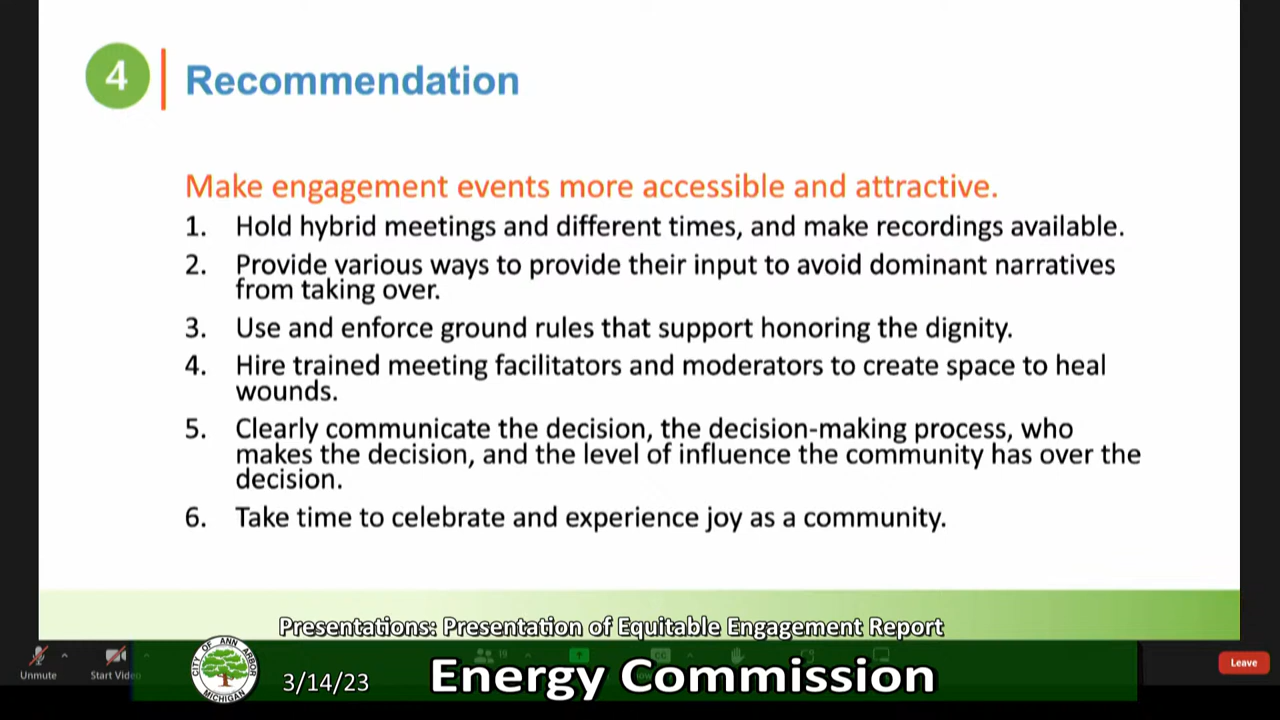 4
Recommendation
Make engagement events more accessible and attractive.
1. Hold hybrid meetings and different times, and make recordings available.
2. Provide various ways to provide their input to avoid dominant narratives
from taking over.
3. Use and enforce ground rules that support honoring the dignity.
4. Hire trained meeting facilitators and moderators to create space to heal
wounds.
5. Clearly communicate the decision, the decision-making process, who
makes the decision, and the level of influence the community has over the
decision.
6. Take time to celebrate and experience joy as a community.
Presentations: Presentation of Equitable Engagement Report
CITY OF ANN ARBOR
MICHIGAN
3/14/23
Energy Commission
Unmute
Start Video
19
CC
Leave